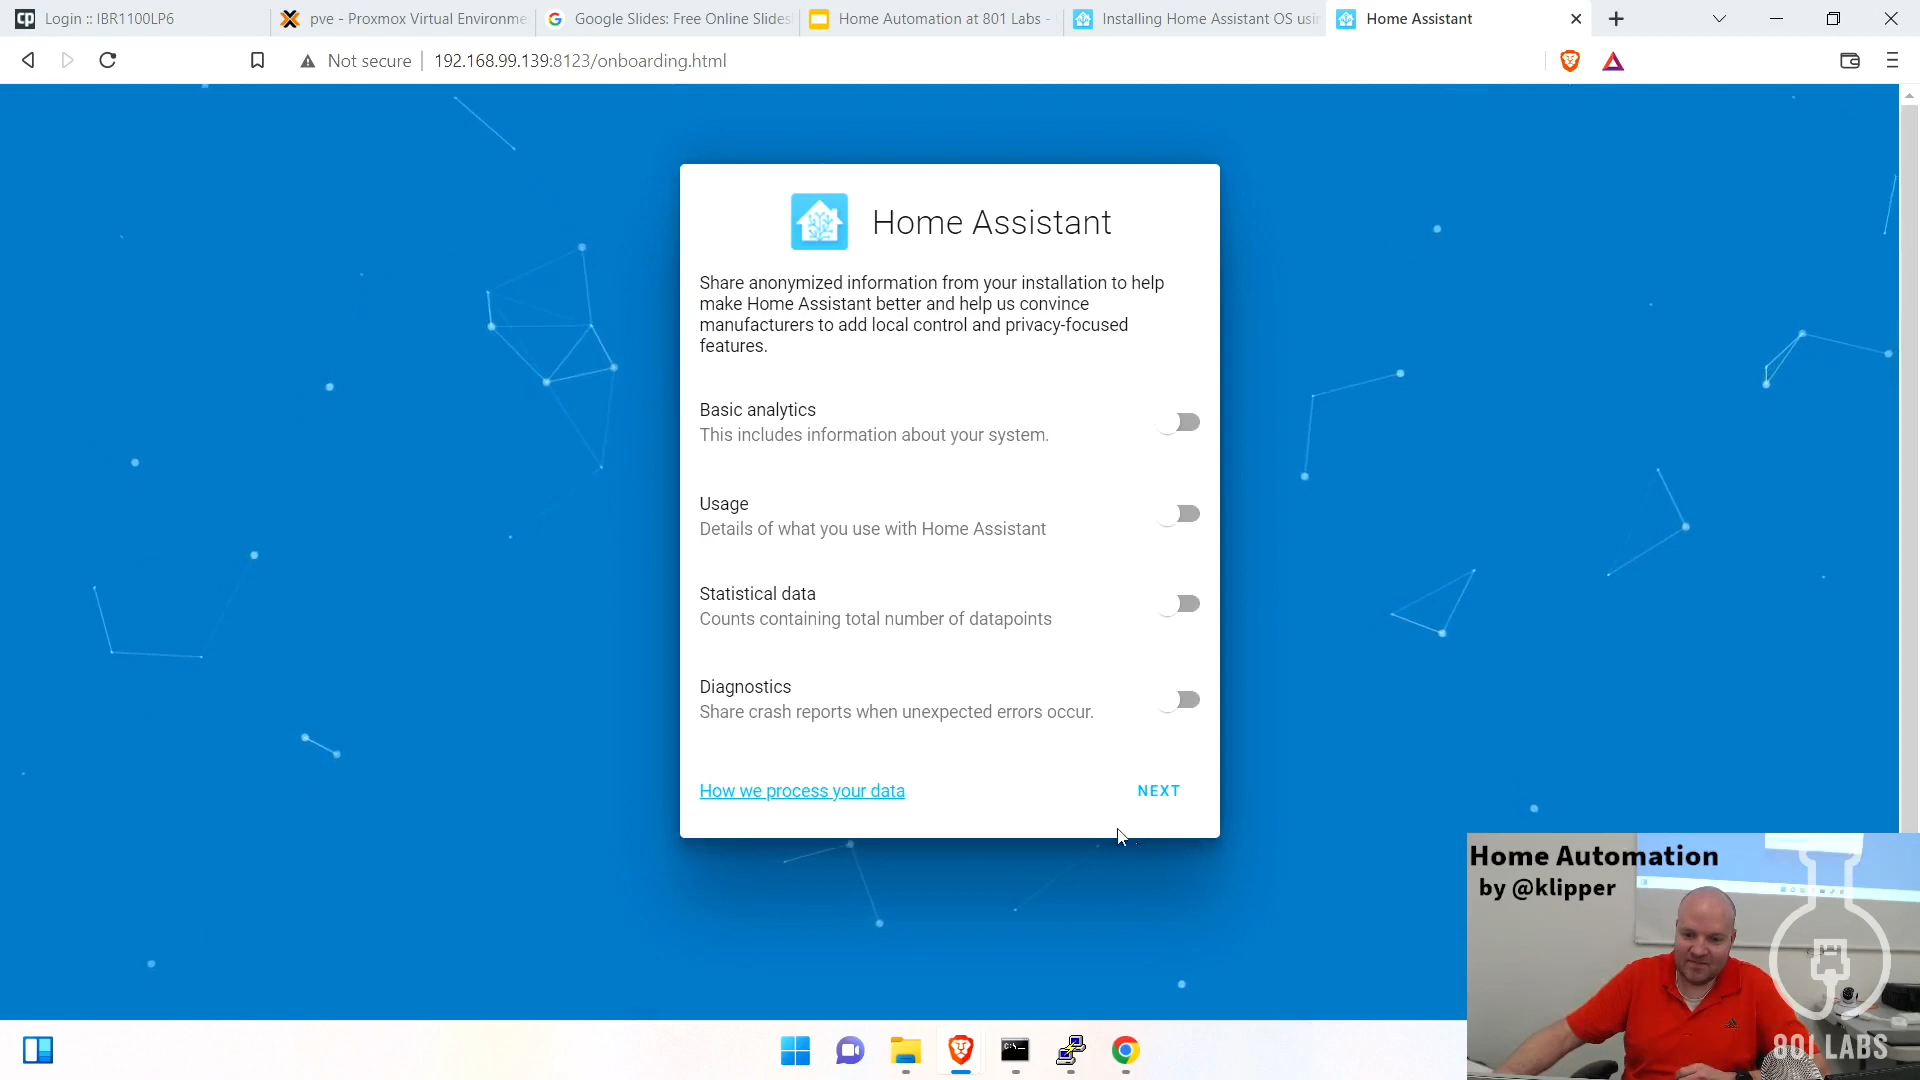 Login :: IBR1100LP6
pve - Proxmox Virtual Environme
Google Slides: Free Online Slides
Home Automation at 801 Labs -
Installing Home Assistant OS usin
Home Assistant
Not secure
192.168.99.139:8123/onboarding.html
Home Assistant
Share anonymized information from your installation to help
make Home Assistant better and help us convince
manufacturers to add local control and privacy-focused
features.
Basic analytics
This includes information about your system.
Usage
Details of what you use with Home Assistant
Statistical data
Counts containing total number of datapoints
Diagnostics
Share crash reports when unexpected errors occur.
How we process your data
NEXT
Home Automation
by @klipper
801 LABS